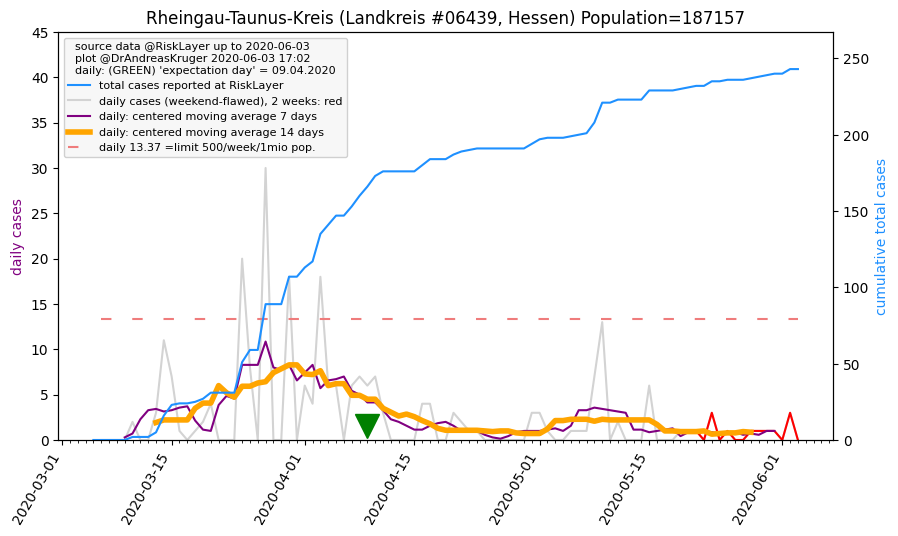 Rheingau-Taunus-Kreis (Landkreis #06439, Hessen) Population=187157
source data @RiskLayer up to 2020-06-03
plot @DrAndreasKruger 2020-06-03 17:02
daily: (GREEN) 'expectation day' = 09.04.2020
total cases reported at RiskLayer
daily cases (weekend-flawed), 2 weeks: red
daily: centered moving average 7 days
daily: centered moving average 14 days
daily 13.37 =limit 500/week/1mio pop.
daily cases
45
40
35
30
25
20
15
10
5
0
cumulative total cases
250
200
150
100
50
0
2020-03-01
2020-03-15
2020-04-01
2020-04-15
2020-05-01
2020-05-15
2020-06-01